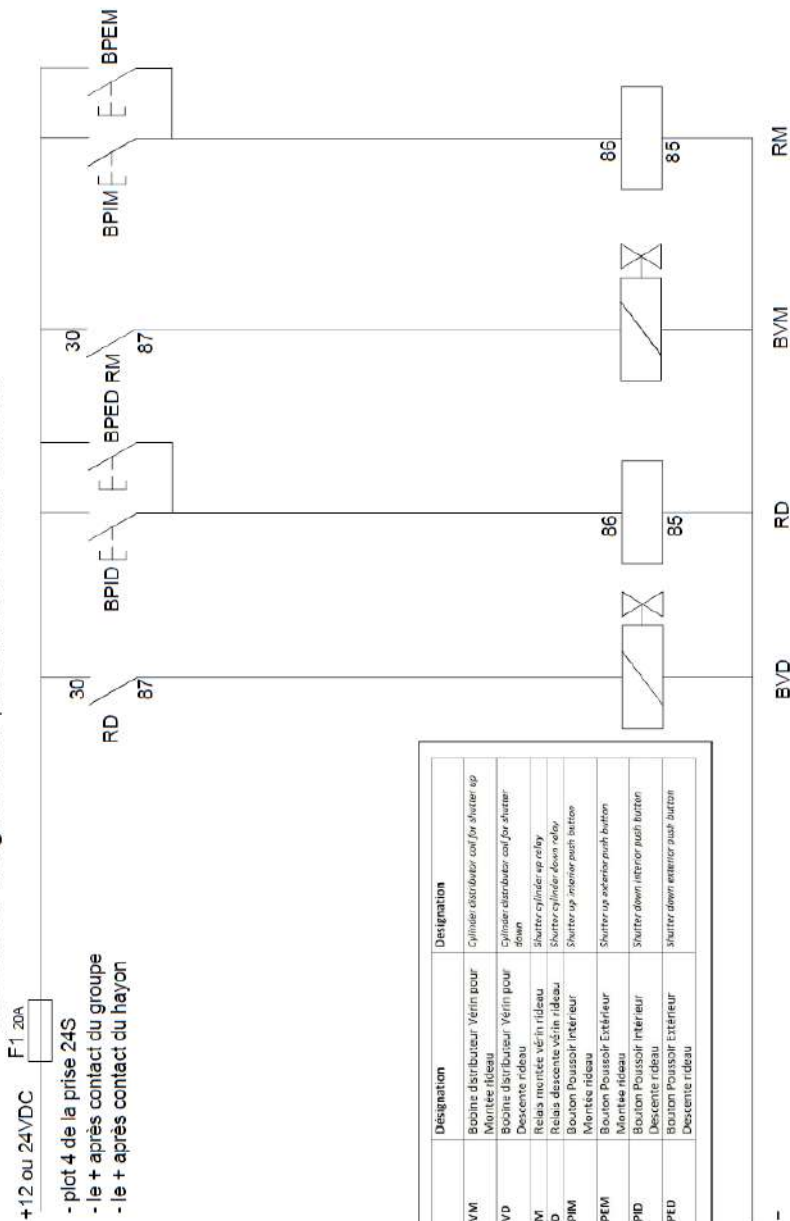 +12 ou 24VDC
F1 20A
- plot 4 de la prise 24S
- le + après contact du groupe
- le + après contact du hayon
30
RD
87
BPID
BPED
30
RM
87
BPIM
BPEM
86
85
86
85
BVD
RD
BVM
RM
-
Désignation Designation
VM Bobine distributeur Vérin pour Montée rideau Cylinder distributor coil for shutter up
VD Bobine distributeur Vérin pour Descente rideau Cylinder distributor coil for shutter down
M Relais montée vérin rideau Shutter cylinder up relay
D Relais descente vérin rideau Shutter cylinder down relay
PIM Bouton Poussoir Intérieur Montée rideau Shutter up interior push button
PEM Bouton Poussoir Extérieur Montée rideau Shutter up exterior push button
PID Bouton Poussoir Intérieur Descente rideau Shutter down interior push button
PED Bouton Poussoir Extérieur Descente rideau Shutter down exterior push button